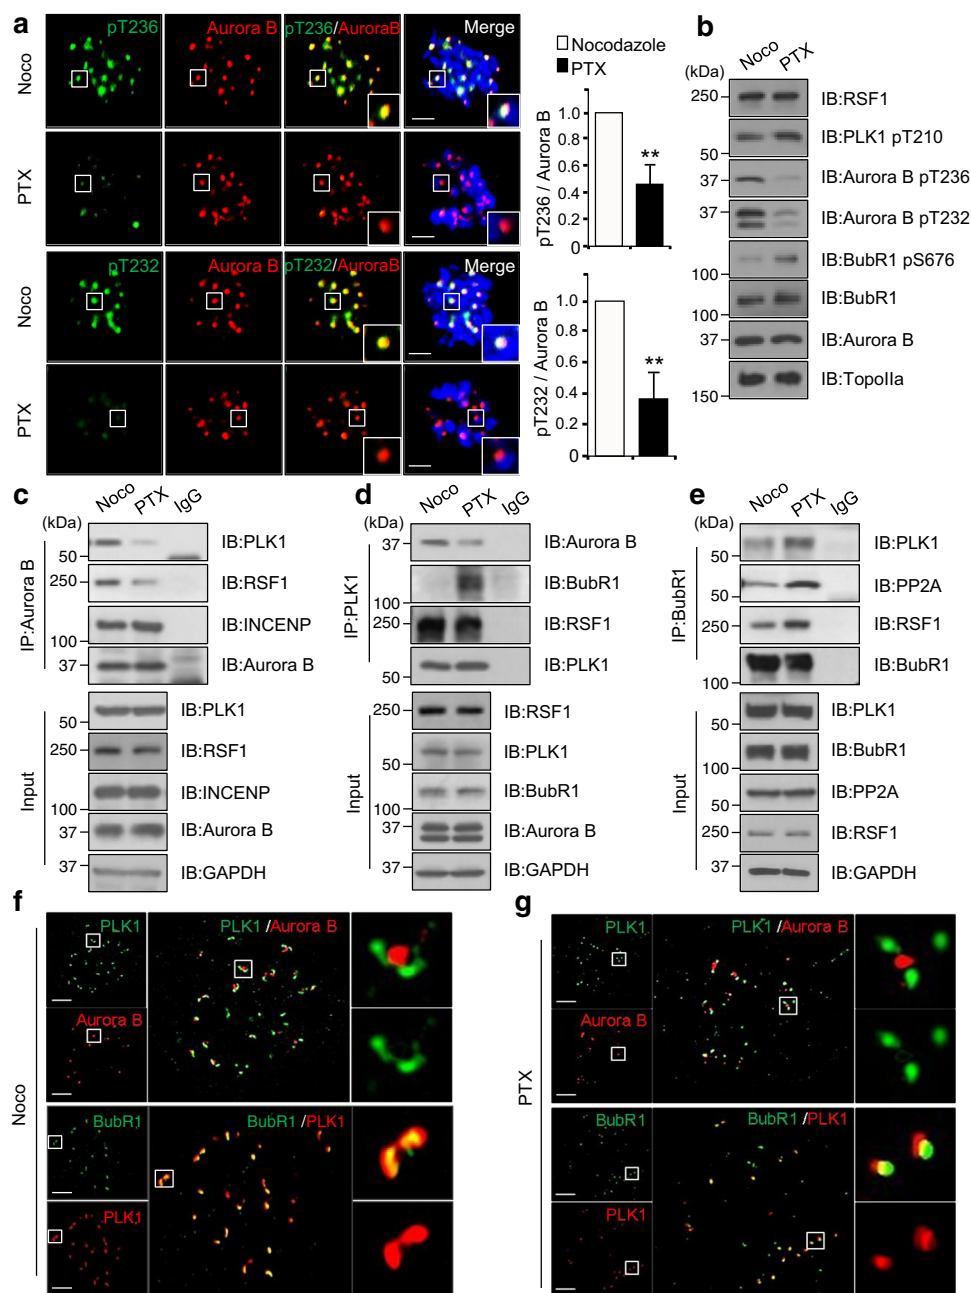 a
pT236 Aurora B pT236/AuroraB Merge
Noco
PTX
pT232 Aurora B pT232/AuroraB Merge
Noco
PTX
Nocodazole
PTX
pT236 / Aurora B
1.0
0.8
0.6
0.4
0.2
0
**
pT232 / Aurora B
1.0
0.8
0.6
0.4
0.2
0
**
b
Noco PTX
(kDa)
250 IB:RSF1
IB:PLK1 pT210
50
37 IB:Aurora B pT236
37 IB:Aurora B pT232
IB:BubR1 pS676
100
IB:BubR1
100
37 IB:Aurora B
IB:TopoIIa
150
c
Noco PTX IgG
(kDa)
IP:Aurora B
IB:PLK1
50
250 IB:RSF1
IB:INCENP
100
37 IB:Aurora B
Input
IB:PLK1
50
250 IB:RSF1
IB:INCENP
100
37 IB:Aurora B
37
IB:GAPDH
d
Noco PTX IgG
(kDa)
IP:PLK1
37 IB:Aurora B
IB:BubR1
100
IB:RSF1
IB:PLK1
50
Input
250 IB:RSF1
IB:PLK1
50
IB:BubR1
100
37 IB:Aurora B
37
IB:GAPDH
e
Noco PTX IgG
(kDa)
IP:BubR1
IB:PLK1
50
IB:PP2A
50
250 IB:RSF1
IB:BubR1
100
Input
IB:PLK1
50
IB:BubR1
100
IB:PP2A
50
250 IB:RSF1
37
IB:GAPDH
f
Noco
PLK1 PLK1 /Aurora B
Aurora B
BubR1 BubR1 /PLK1
PLK1
g
PTX
PLK1 PLK1 /Aurora B
Aurora B
BubR1 BubR1 /PLK1
PLK1